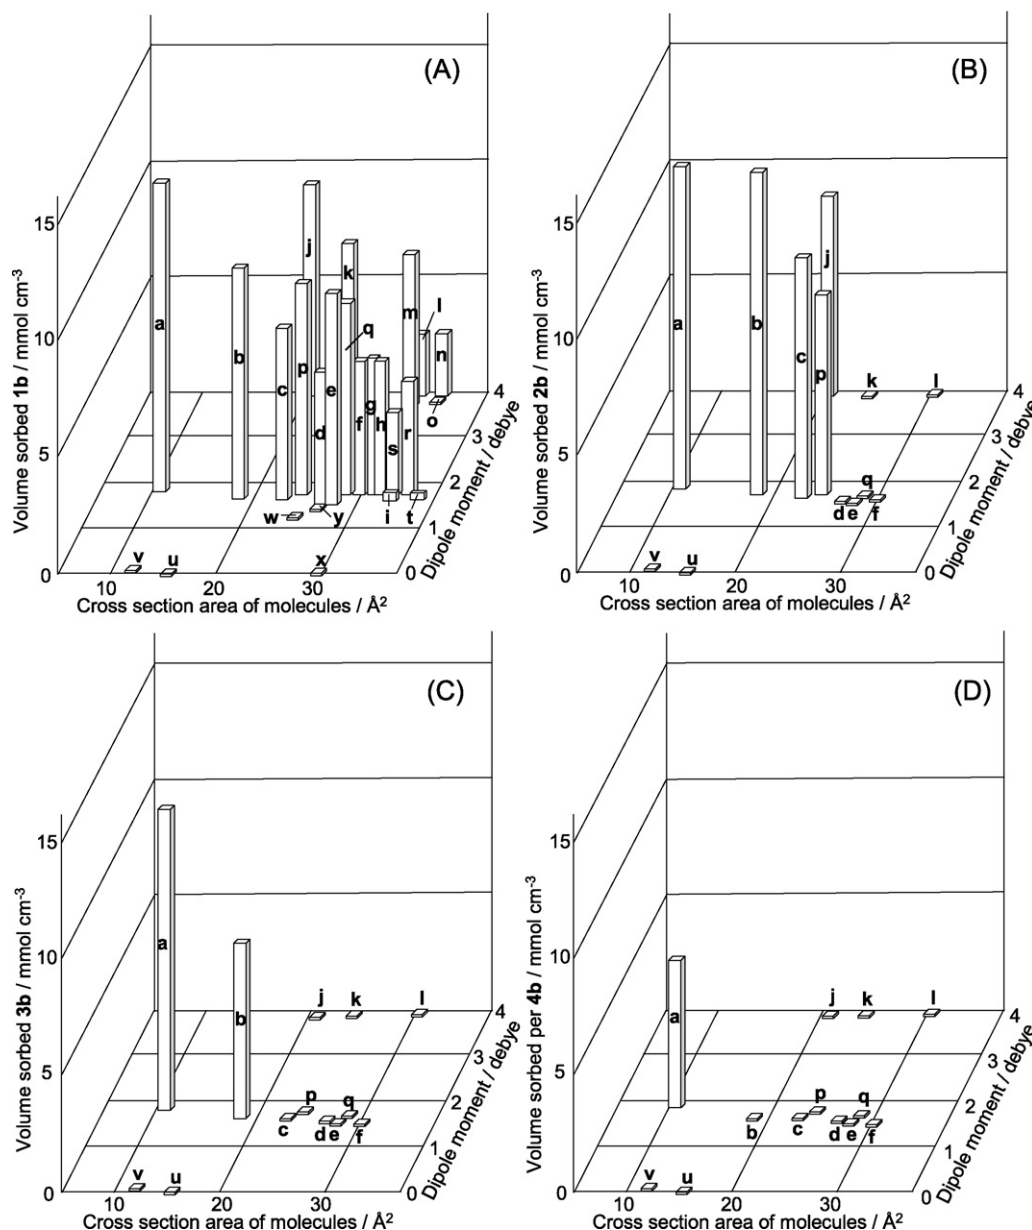 (A)
15
10
5
0
Volume sorbed 1b / mmol cm-3
a
b
c
p
j
d
e
k
q
f
g
h
s
m
r
l
n
o
i
t
w
y
v
u
x
10
20
30
Cross section area of molecules / Å2
0
1
2
3
4
Dipole moment / debye
(B)
15
10
5
0
Volume sorbed 2b / mmol cm-3
a
b
c
j
p
k
l
q
d
e
f
v
u
10
20
30
Cross section area of molecules / Å2
0
1
2
3
4
Dipole moment / debye
(C)
15
10
5
0
Volume sorbed 3b / mmol cm-3
a
b
j
k
l
p
q
c
d
e
f
v
u
10
20
30
Cross section area of molecules / Å2
0
1
2
3
4
Dipole moment / debye
(D)
15
10
5
0
Volume sorbed per 4b / mmol cm-3
a
j
k
l
p
q
b
c
d
e
f
v
u
10
20
30
Cross section area of molecules / Å2
0
1
2
3
4
Dipole moment / debye